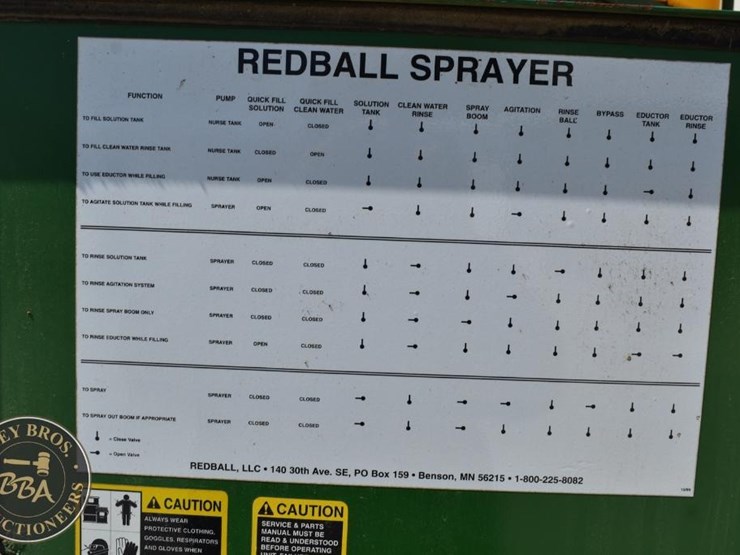 REDBALL SPRAYER
FUNCTION PUMP QUICK FILL SOLUTION QUICK FILL CLEAN WATER SOLUTION TANK CLEAN WATER RINSE SPRAY BOOM AGITATION RINSE BALL BYPASS EDUCTOR TANK EDUCTOR RINSE
TO FILL SOLUTION TANK NURSE TANK OPEN CLOSED
TO FILL CLEAN WATER RINSE TANK NURSE TANK CLOSED OPEN
TO USE EDUCTOR WHILE FILLING NURSE TANK OPEN CLOSED
TO AGITATE SOLUTION TANK WHILE FILLING SPRAYER OPEN CLOSED
TO RINSE SOLUTION TANK SPRAYER CLOSED CLOSED
TO RINSE AGITATION SYSTEM SPRAYER CLOSED CLOSED
TO RINSE SPRAY BOOM ONLY SPRAYER CLOSED CLOSED
TO RINSE EDUCTOR WHILE FILLING SPRAYER OPEN CLOSED
TO SPRAY SPRAYER CLOSED CLOSED
TO SPRAY OUT BOOM IF APPROPRIATE SPRAYER CLOSED CLOSED
= Close Valve
= Open Valve
REDBALL, LLC • 140 30th Ave. SE, PO Box 159 • Benson, MN 56215 • 1-800-225-8082
EY BROS.
BBA
CTIONEERS
CAUTION
ALWAYS WEAR
PROTECTIVE CLOTHING,
GOGGLES, RESPIRATORS
AND GLOVES WHEN
CAUTION
SERVICE & PARTS
MANUAL MUST BE
READ & UNDERSTOOD
BEFORE OPERATING